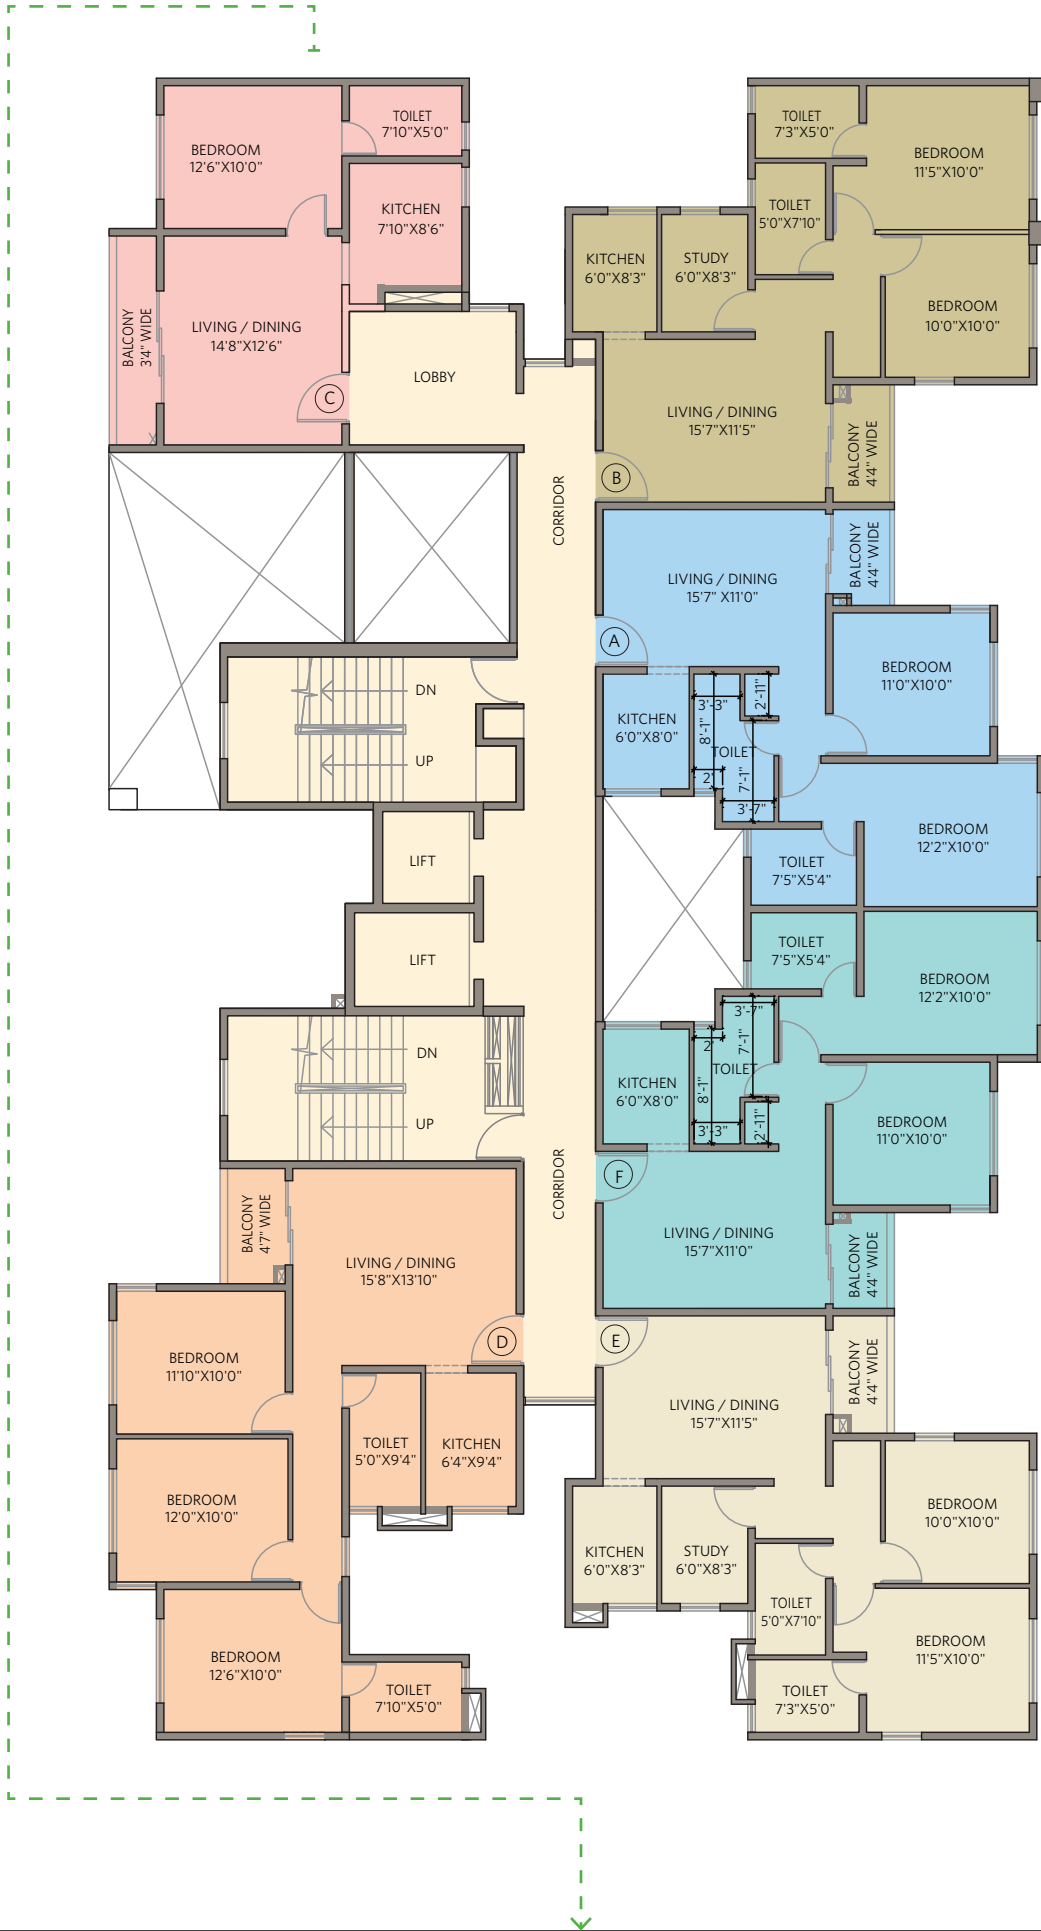 TOILET
7'10"X5'0"
BEDROOM
12'6"X10'0"
KITCHEN
7'10"X8'6"
BALCONY
3'4" WIDE
LIVING / DINING
14'8"X12'6"
C
LOBBY
TOILET
7'3"X5'0"
BEDROOM
11'5"X10'0"
TOILET
5'0"X7'10"
KITCHEN
6'0"X8'3"
STUDY
6'0"X8'3"
BEDROOM
10'0"X10'0"
LIVING / DINING
15'7"X11'5"
BALCONY
4'4" WIDE
B
CORRIDOR
LIVING / DINING
15'7" X11'0"
BALCONY
4'4" WIDE
A
BEDROOM
11'0"X10'0"
KITCHEN
6'0"X8'0"
3'-3"
2'-11"
8'-1"
TOILET
2'
7'-1"
3'-7"
BEDROOM
12'2"X10'0"
TOILET
7'5"X5'4"
DN
UP
LIFT
LIFT
TOILET
7'5"X5'4"
BEDROOM
12'2"X10'0"
3'-7"
2'
7'-1"
TOILET
8'-1"
3'-3"
2'-11"
KITCHEN
6'0"X8'0"
BEDROOM
11'0"X10'0"
DN
UP
F
CORRIDOR
LIVING / DINING
15'7"X11'0"
BALCONY
4'4" WIDE
BALCONY
4'7" WIDE
LIVING / DINING
15'8"X13'10"
D
E
BEDROOM
11'10"X10'0"
TOILET
5'0"X9'4"
KITCHEN
6'4"X9'4"
BEDROOM
12'0"X10'0"
BEDROOM
12'6"X10'0"
TOILET
7'10"X5'0"
LIVING / DINING
15'7"X11'5"
BALCONY
4'4" WIDE
BEDROOM
10'0"X10'0"
KITCHEN
6'0"X8'3"
STUDY
6'0"X8'3"
TOILET
5'0"X7'10"
BEDROOM
11'5"X10'0"
TOILET
7'3"X5'0"